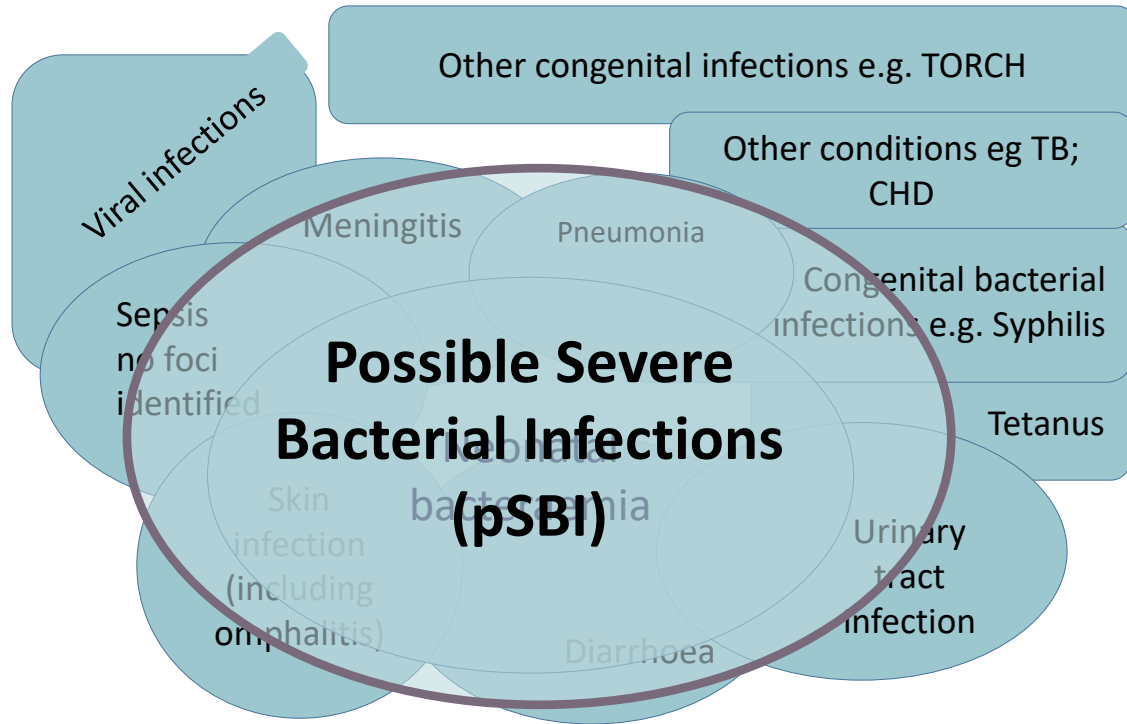 Other congenital infections e.g. TORCH
Viral infections
Other conditions eg TB;
CHD
Meningitis
Pneumonia
Congenital bacterial
infections e.g. Syphilis
Sepsis
no foci
identified
Possible Severe
Bacterial Infections
(pSBI)
Neonatal
bacteraemia
Tetanus
Skin
infection
(including
omphalitis)
Urinary
tract
infection
Diarrhoea